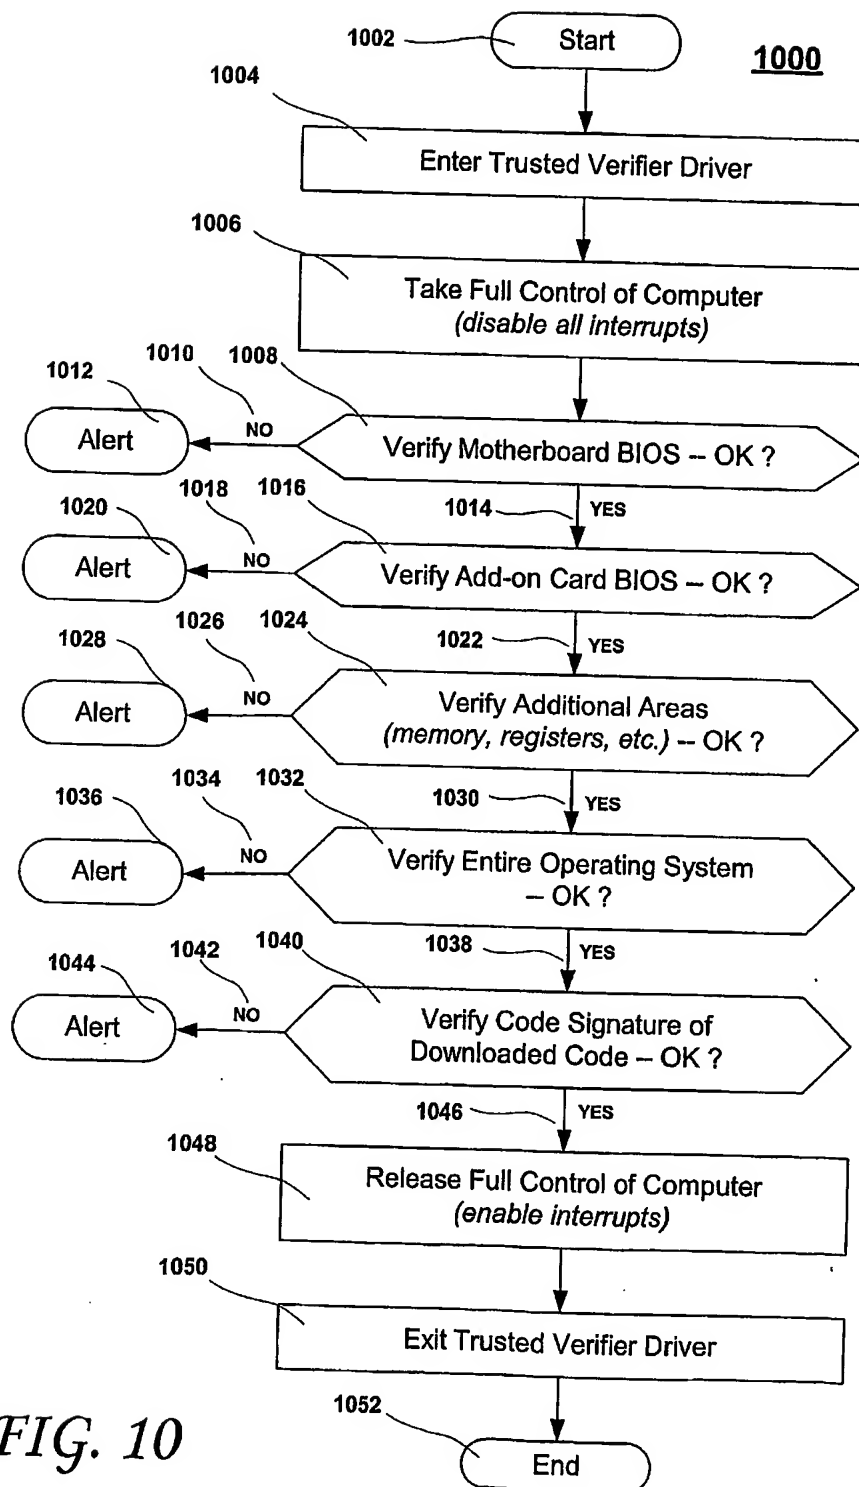 1002
Start
1000
1004
Enter Trusted Verifier Driver
1006
Take Full Control of Computer
(disable all interrupts)
1012
1010
1008
Alert
NO
Verify Motherboard BIOS – OK ?
1014
YES
1020
1018
1016
Alert
NO
Verify Add-on Card BIOS – OK ?
1022
YES
1028
1026
1024
Alert
NO
Verify Additional Areas
(memory, registers, etc.) – OK ?
1030
YES
1036
1034
1032
Alert
NO
Verify Entire Operating System
– OK ?
1038
YES
1044
1042
1040
Alert
NO
Verify Code Signature of
Downloaded Code – OK ?
1046
YES
1048
Release Full Control of Computer
(enable interrupts)
1050
Exit Trusted Verifier Driver
1052
End
FIG. 10